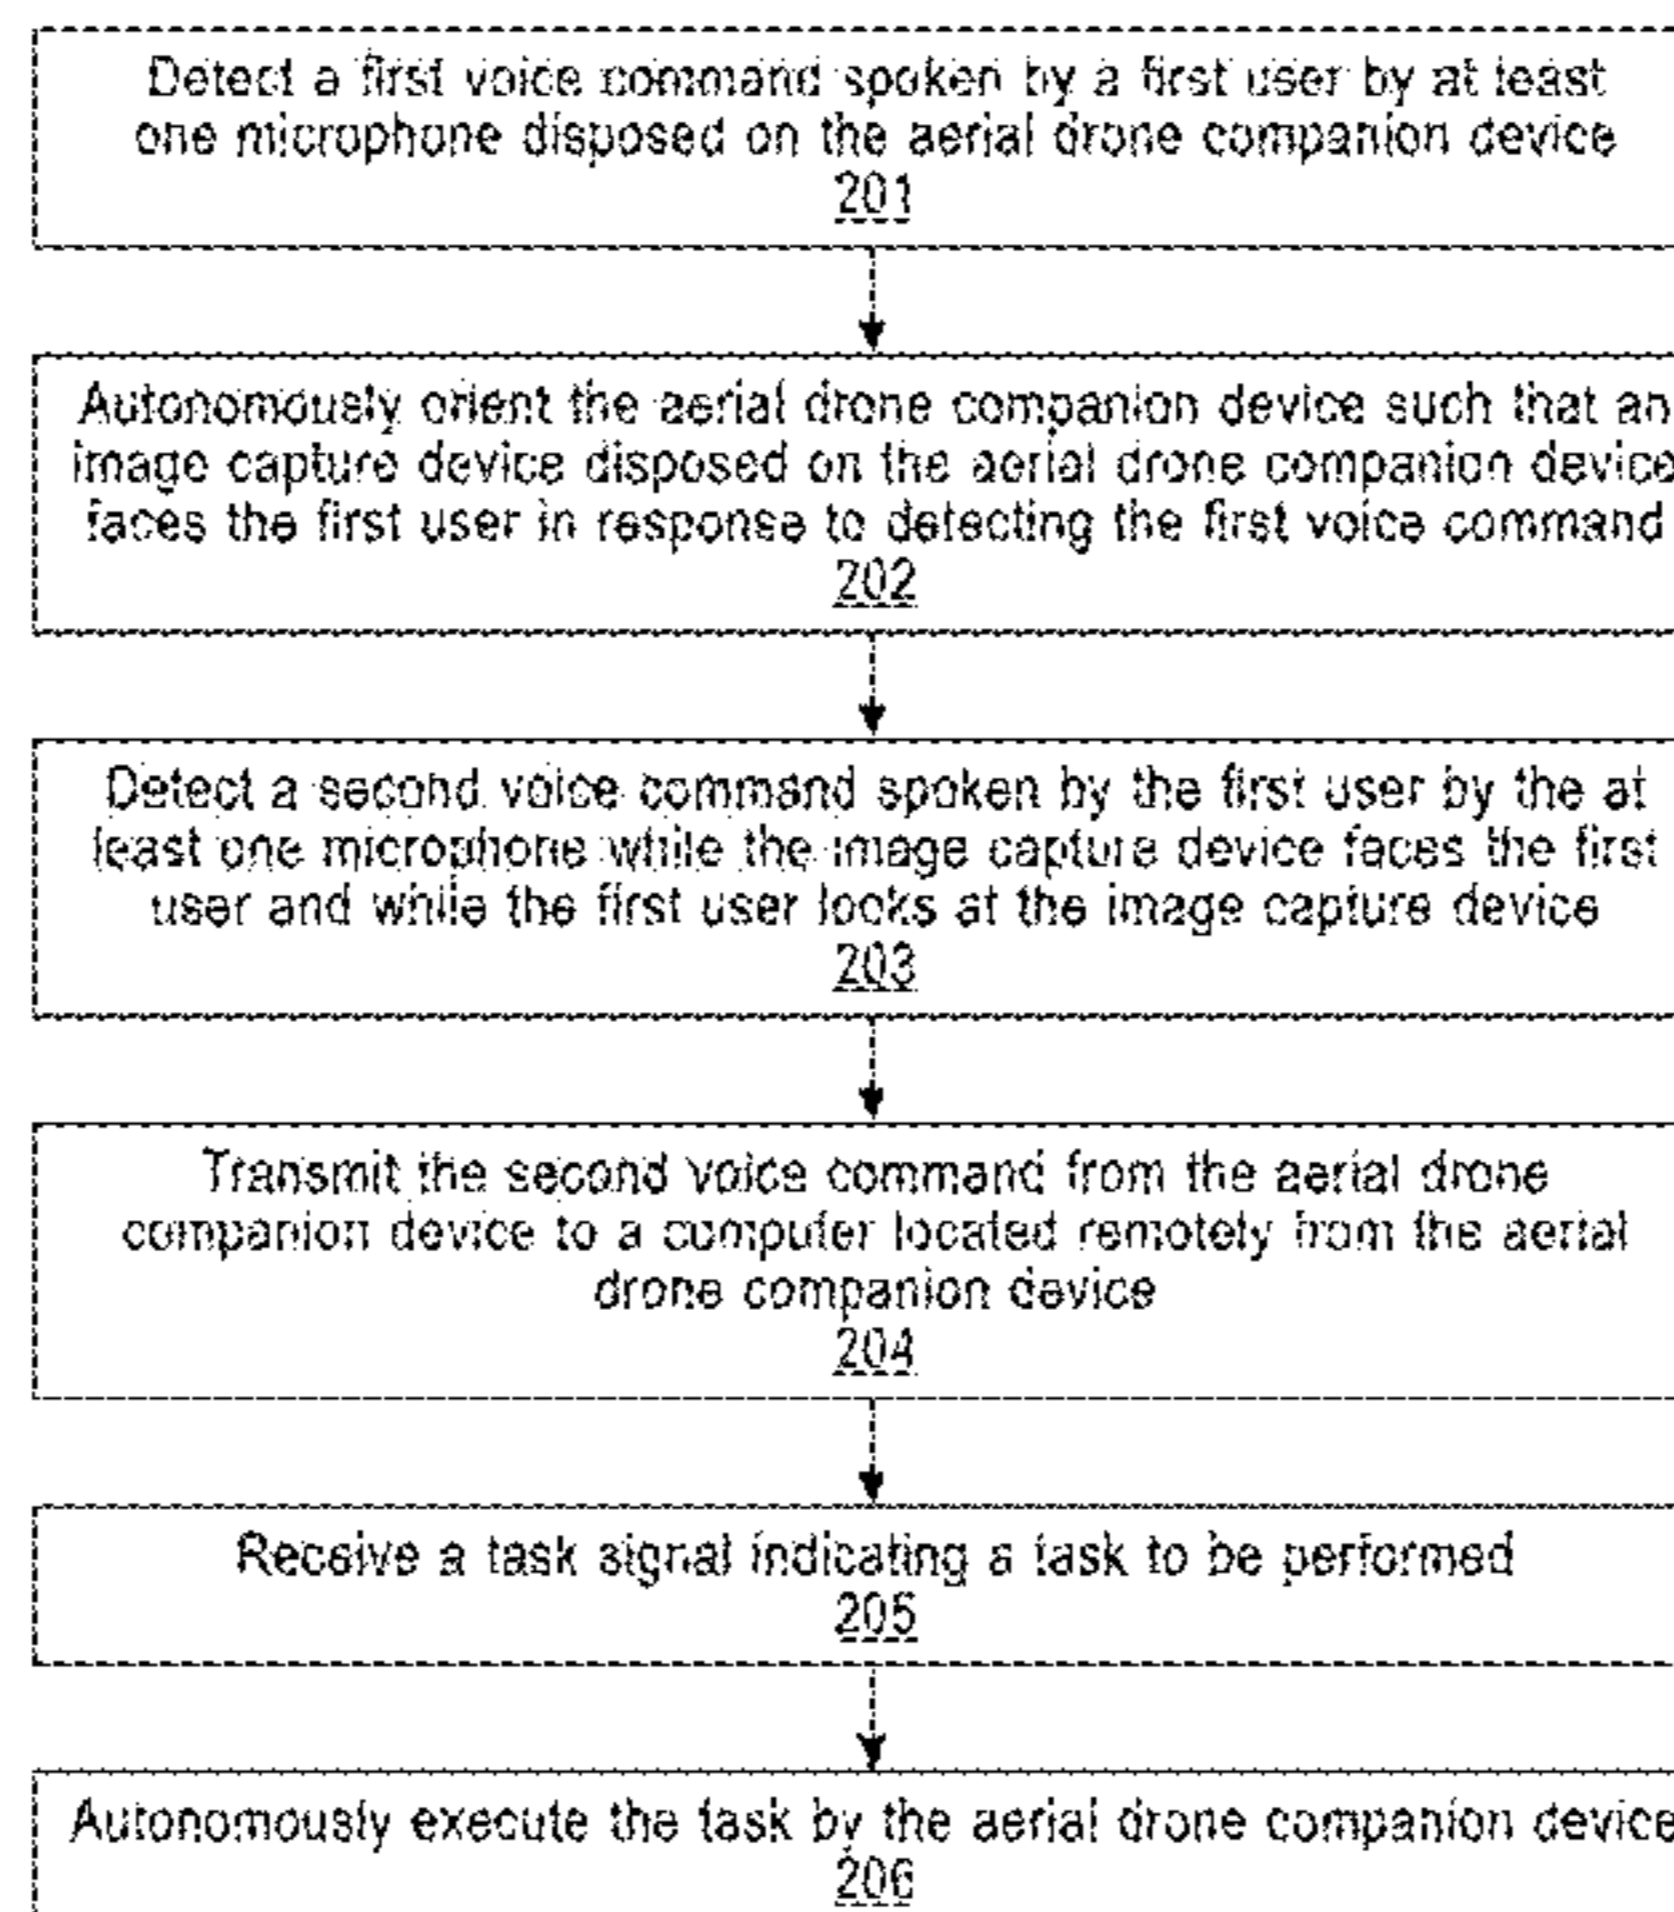 Detect a first voice command spoken by a first user by at least
one microphone disposed on the aerial drone companion device
201
Autonomously orient the aerial drone companion device such that an
image capture device disposed on the aerial drone companion device
faces the first user in response to detecting the first voice command
202
Detect a second voice command spoken by the first user by the at
least one microphone while the image capture device faces the first
user and while the first user looks at the image capture device
203
Transmit the second voice command from the aerial drone
companion device to a computer located remotely from the aerial
drone companion device
204
Receive a task signal indicating a task to be performed
205
Autonomously execute the task by the aerial drone companion device
206